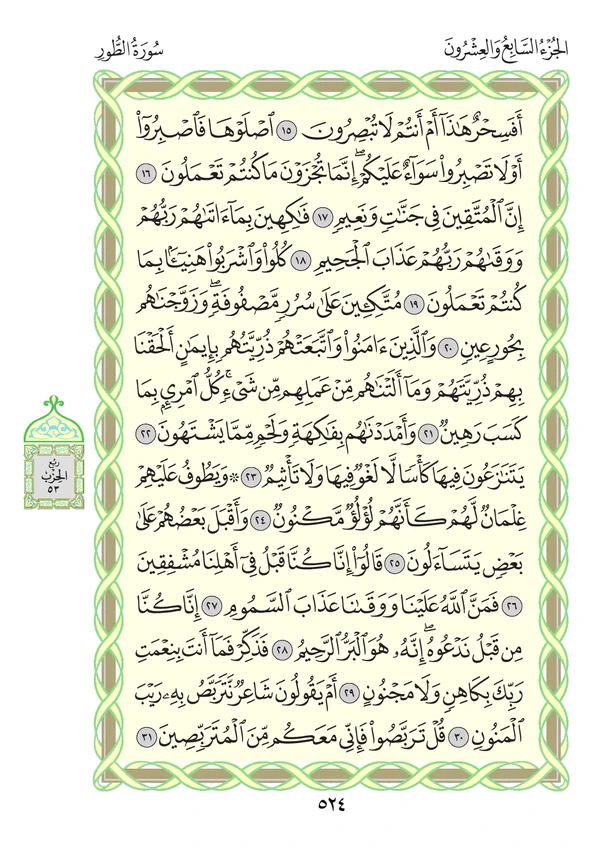 الجُزْءُ السَّابِعُ وَالعِشْرُونَ
سُورَةُ الطُّورِ
أَفَسِحْرٌ هَٰذَآ أَمْ أَنتُمْ لَا تُبْصِرُونَ ١٥ ٱصْلَوْهَا فَٱصْبِرُوٓاْ
أَوْ لَا تَصْبِرُواْ سَوَآءٌ عَلَيْكُمْۖ إِنَّمَا تُجْزَوْنَ مَا كُنتُمْ تَعْمَلُونَ ١٦
إِنَّ ٱلْمُتَّقِينَ فِى جَنَّٰتٍ وَنَعِيمٍ ١٧ فَٰكِهِينَ بِمَآ ءَاتَىٰهُمْ رَبُّهُمْ
وَوَقَىٰهُمْ رَبُّهُمْ عَذَابَ ٱلْجَحِيمِ ١٨ كُلُواْ وَٱشْرَبُواْ هَنِيٓـًٔۢا بِمَا
كُنتُمْ تَعْمَلُونَ ١٩ مُتَّكِـِٔينَ عَلَىٰ سُرُرٍ مَّصْفُوفَةٍۖ وَزَوَّجْنَٰهُم
بِحُورٍ عِينٍ ٢٠ وَٱلَّذِينَ ءَامَنُواْ وَٱتَّبَعَتْهُمْ ذُرِّيَّتُهُم بِإِيمَٰنٍ أَلْحَقْنَا
بِهِمْ ذُرِّيَّتَهُمْ وَمَآ أَلَتْنَٰهُم مِّنْ عَمَلِهِم مِّن شَىْءٍۚ كُلُّ ٱمْرِئٍۭ بِمَا
كَسَبَ رَهِينٌ ٢١ وَأَمْدَدْنَٰهُم بِفَٰكِهَةٍ وَلَحْمٍ مِّمَّا يَشْتَهُونَ ٢٢
يَتَنَٰزَعُونَ فِيهَا كَأْسًا لَّا لَغْوٌ فِيهَا وَلَا تَأْثِيمٌ ٢٣ ۞ وَيَطُوفُ عَلَيْهِمْ
غِلْمَانٌ لَّهُمْ كَأَنَّهُمْ لُؤْلُؤٌ مَّكْنُونٌ ٢٤ وَأَقْبَلَ بَعْضُهُمْ عَلَىٰ
بَعْضٍ يَتَسَآءَلُونَ ٢٥ قَالُوٓاْ إِنَّا كُنَّا قَبْلُ فِىٓ أَهْلِنَا مُشْفِقِينَ
٢٦ فَمَنَّ ٱللَّهُ عَلَيْنَا وَوَقَىٰنَا عَذَابَ ٱلسَّمُومِ ٢٧ إِنَّا كُنَّا
مِن قَبْلُ نَدْعُوهُۖ إِنَّهُۥ هُوَ ٱلْبَرُّ ٱلرَّحِيمُ ٢٨ فَذَكِّرْ فَمَآ أَنتَ بِنِعْمَتِ
رَبِّكَ بِكَاهِنٍ وَلَا مَجْنُونٍ ٢٩ أَمْ يَقُولُونَ شَاعِرٌ نَّتَرَبَّصُ بِهِۦ رَيْبَ
ٱلْمَنُونِ ٣٠ قُلْ تَرَبَّصُواْ فَإِنِّى مَعَكُم مِّنَ ٱلْمُتَرَبِّصِينَ ٣١
رُبْع
الحِزْب
٥٣
٥٢٤